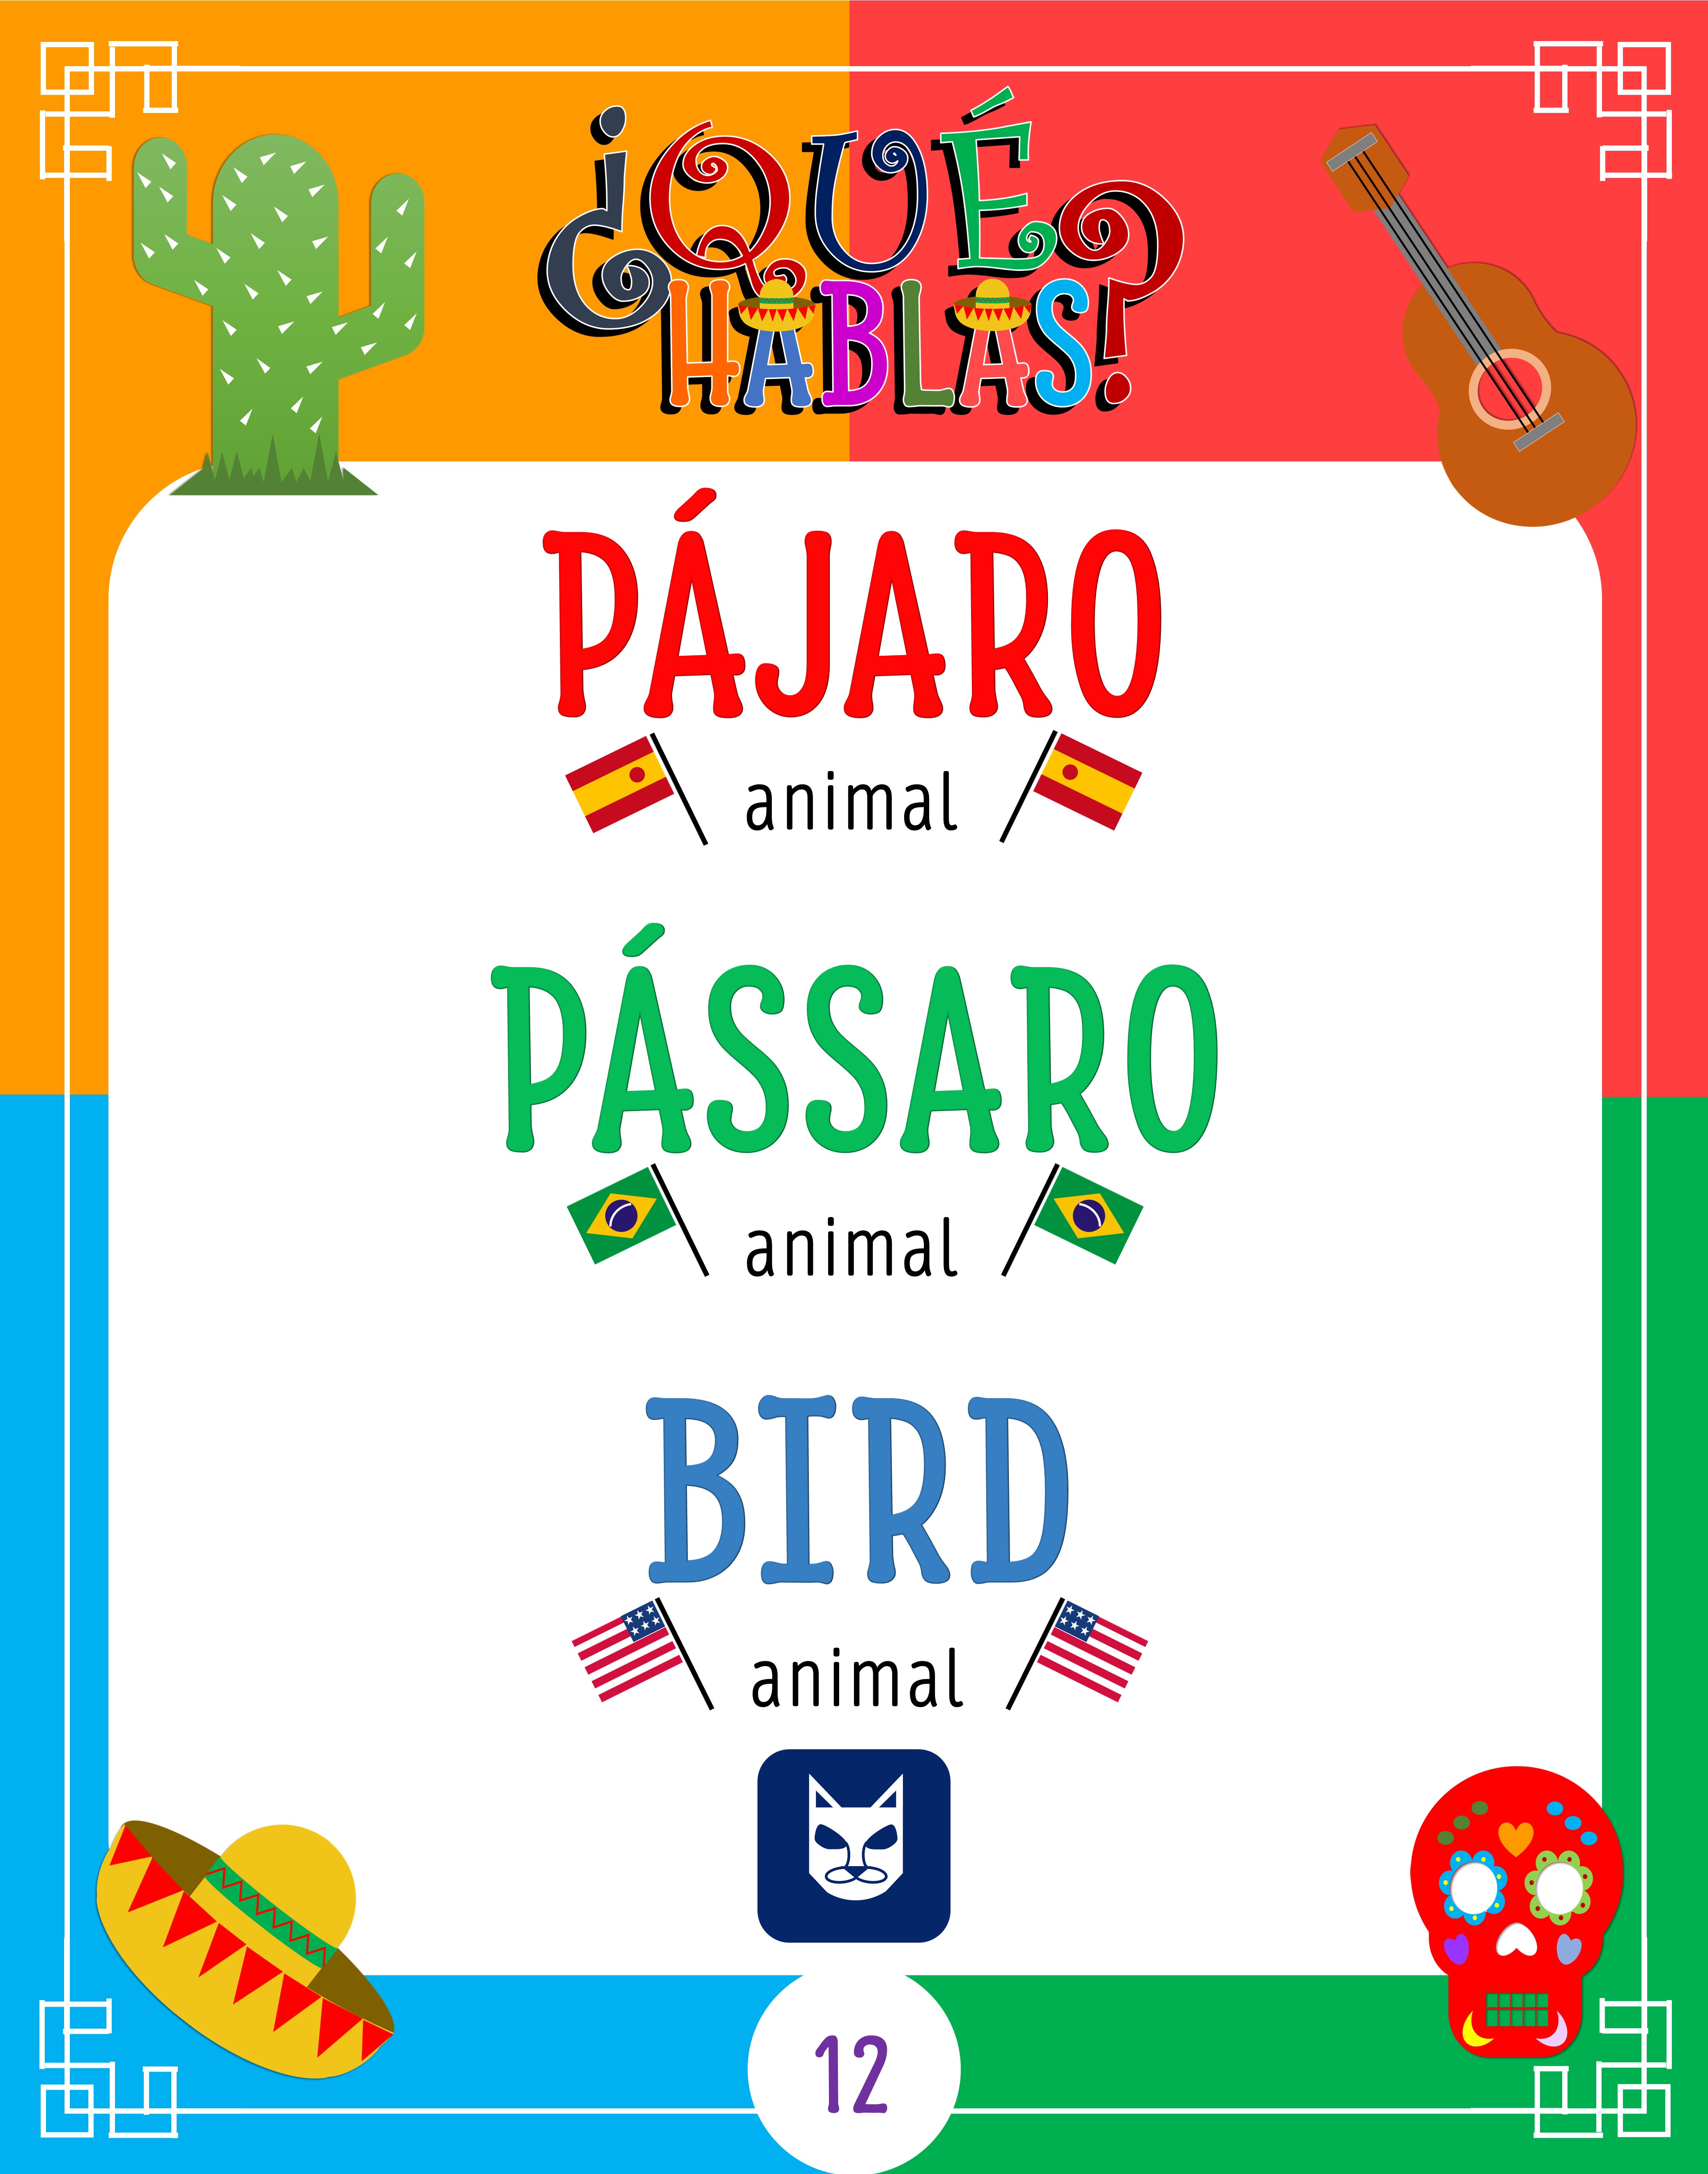 ¿QUÉ
HABLAS?
PÁJARO
animal
PÁSSARO
animal
BIRD
animal
12